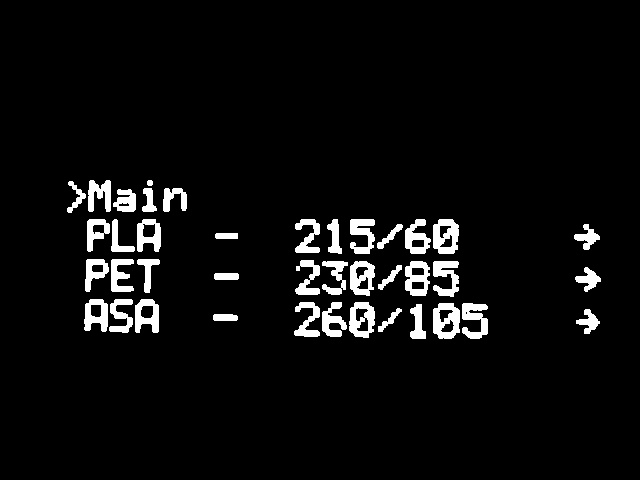 >Main
PLA - 215/60 →
PET - 230/85 →
ASA - 260/105 →